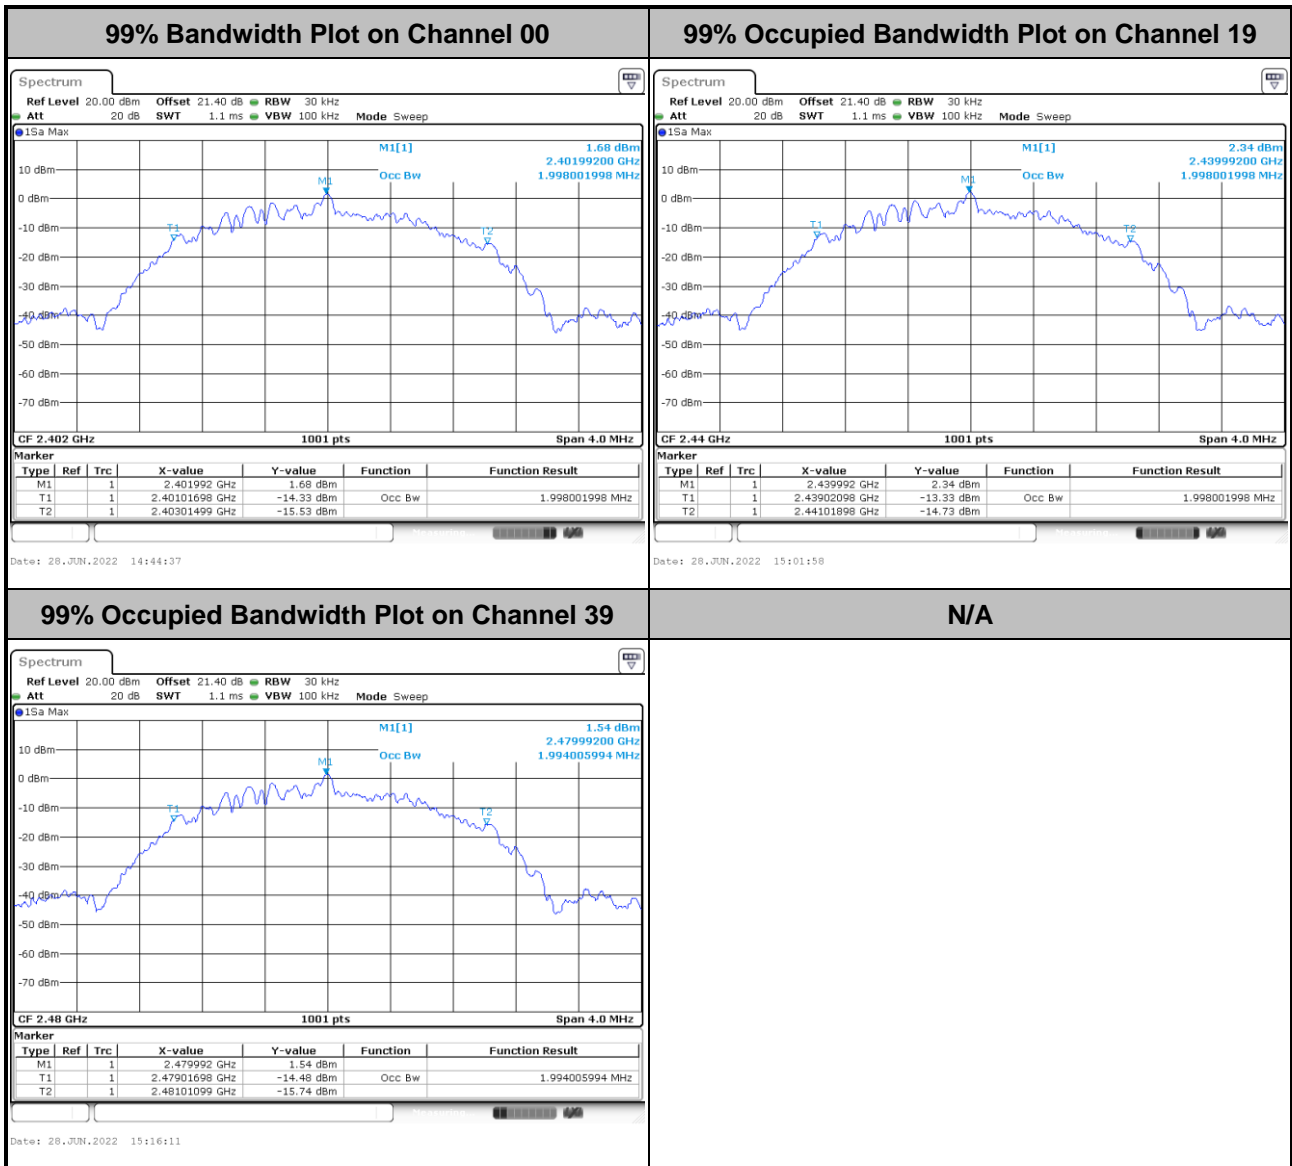 99% Bandwidth Plot on Channel 00
Spectrum
Ref Level 20.00 dBm Offset 21.40 dB RBW 30 kHz
Att 20 dB SWT 1.1 ms VBW 100 kHz Mode Sweep
1Sa Max
M1[1] 1.68 dBm
2.40199200 GHz
Occ Bw 1.998001998 MHz
10 dBm
M1
0 dBm
-10 dBm
T1
T2
-20 dBm
-30 dBm
-40 dBm
-50 dBm
-60 dBm
-70 dBm
CF 2.402 GHz 1001 pts Span 4.0 MHz
Marker
Type Ref Trc X-value Y-value Function Function Result
M1 1 2.401992 GHz 1.68 dBm
T1 1 2.40101698 GHz -14.33 dBm Occ Bw 1.998001998 MHz
T2 1 2.40301499 GHz -15.53 dBm
Measuring
Date: 28.JUN.2022 14:44:37
99% Occupied Bandwidth Plot on Channel 19
Spectrum
Ref Level 20.00 dBm Offset 21.40 dB RBW 30 kHz
Att 20 dB SWT 1.1 ms VBW 100 kHz Mode Sweep
1Sa Max
M1[1] 2.34 dBm
2.43999200 GHz
Occ Bw 1.998001998 MHz
10 dBm
M1
0 dBm
-10 dBm
T1
T2
-20 dBm
-30 dBm
-40 dBm
-50 dBm
-60 dBm
-70 dBm
CF 2.44 GHz 1001 pts Span 4.0 MHz
Marker
Type Ref Trc X-value Y-value Function Function Result
M1 1 2.439992 GHz 2.34 dBm
T1 1 2.43902098 GHz -13.33 dBm Occ Bw 1.998001998 MHz
T2 1 2.44101898 GHz -14.73 dBm
Measuring
Date: 28.JUN.2022 15:01:58
99% Occupied Bandwidth Plot on Channel 39
N/A
Spectrum
Ref Level 20.00 dBm Offset 21.40 dB RBW 30 kHz
Att 20 dB SWT 1.1 ms VBW 100 kHz Mode Sweep
1Sa Max
M1[1] 1.54 dBm
2.47999200 GHz
Occ Bw 1.994005994 MHz
10 dBm
M1
0 dBm
-10 dBm
T1
T2
-20 dBm
-30 dBm
-40 dBm
-50 dBm
-60 dBm
-70 dBm
CF 2.48 GHz 1001 pts Span 4.0 MHz
Marker
Type Ref Trc X-value Y-value Function Function Result
M1 1 2.479992 GHz 1.54 dBm
T1 1 2.47901698 GHz -14.48 dBm Occ Bw 1.994005994 MHz
T2 1 2.48101099 GHz -15.74 dBm
Measuring
Date: 28.JUN.2022 15:16:11